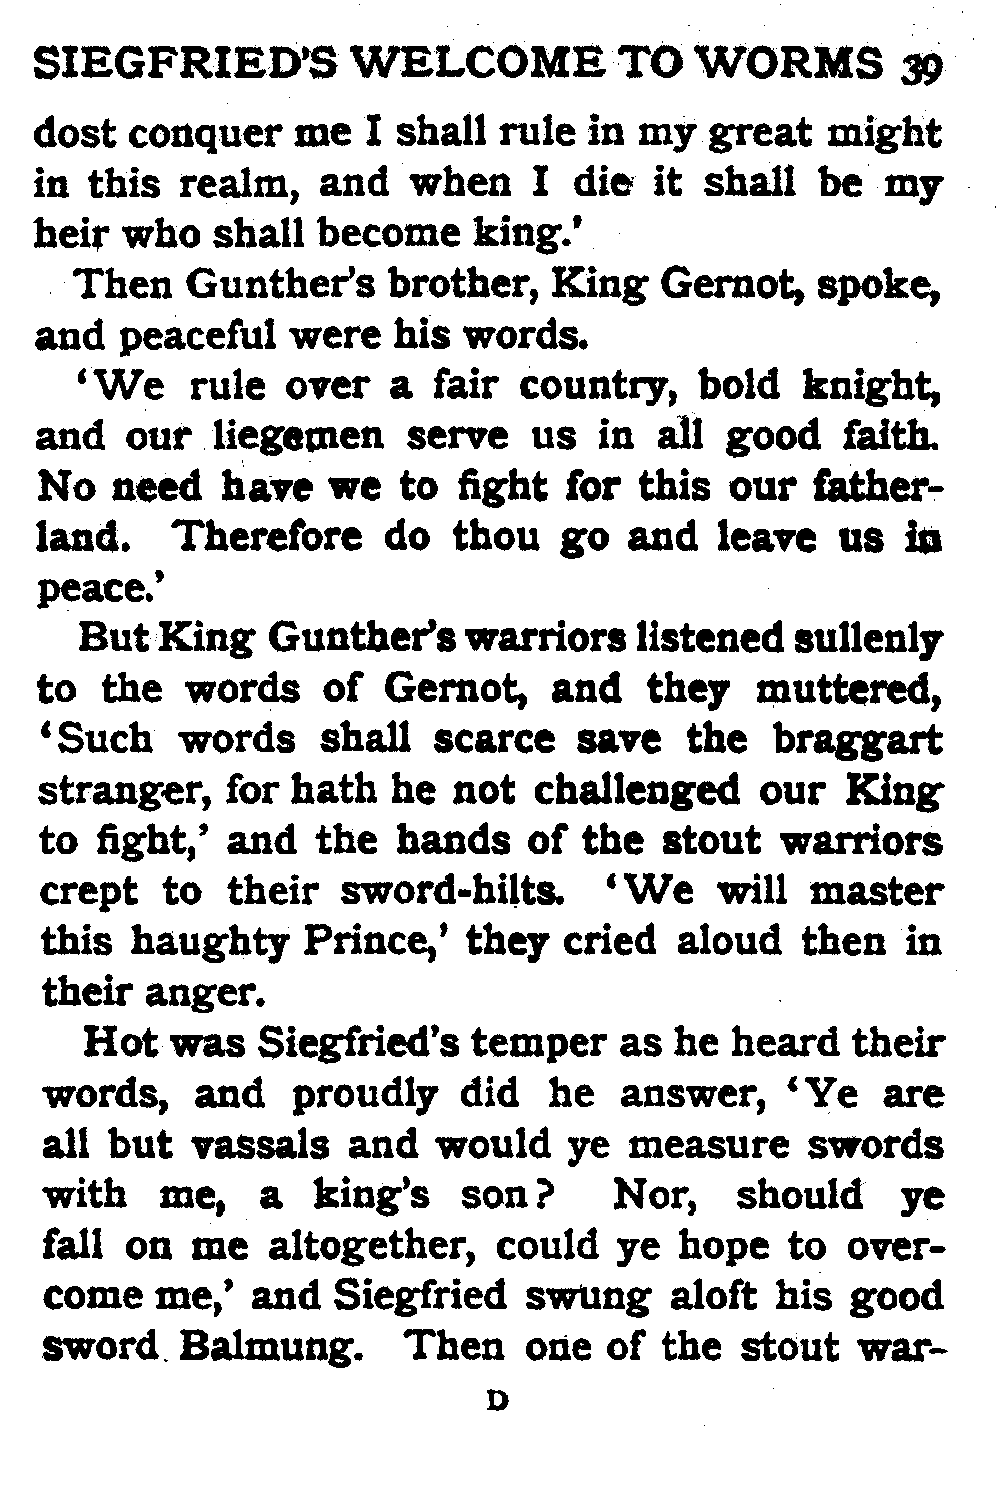 SIEGFRIED'S WELCOME TO WORMS 39
dost conquer me I shall rule in my great might
in this realm, and when I die it shall be my
heir who shall become king.'
Then Gunther's brother, King Gernot, spoke,
and peaceful were his words.
‘We rule over a fair country, bold knight,
and our liegemen serve us in all good faith.
No need have we to fight for this our father-
land. Therefore do thou go and leave us in
peace.’
But King Gunther's warriors listened sullenly
to the words of Gernot, and they muttered,
‘Such words shall scarce save the braggart
stranger, for hath he not challenged our King
to fight,’ and the hands of the stout warriors
crept to their sword-hilts. ‘We will master
this haughty Prince,’ they cried aloud then in
their anger.
Hot was Siegfried's temper as he heard their
words, and proudly did he answer, ‘Ye are
all but vassals and would ye measure swords
with me, a king's son? Nor, should ye
fall on me altogether, could ye hope to over-
come me,’ and Siegfried swung aloft his good
sword Balmung. Then one of the stout war-
D